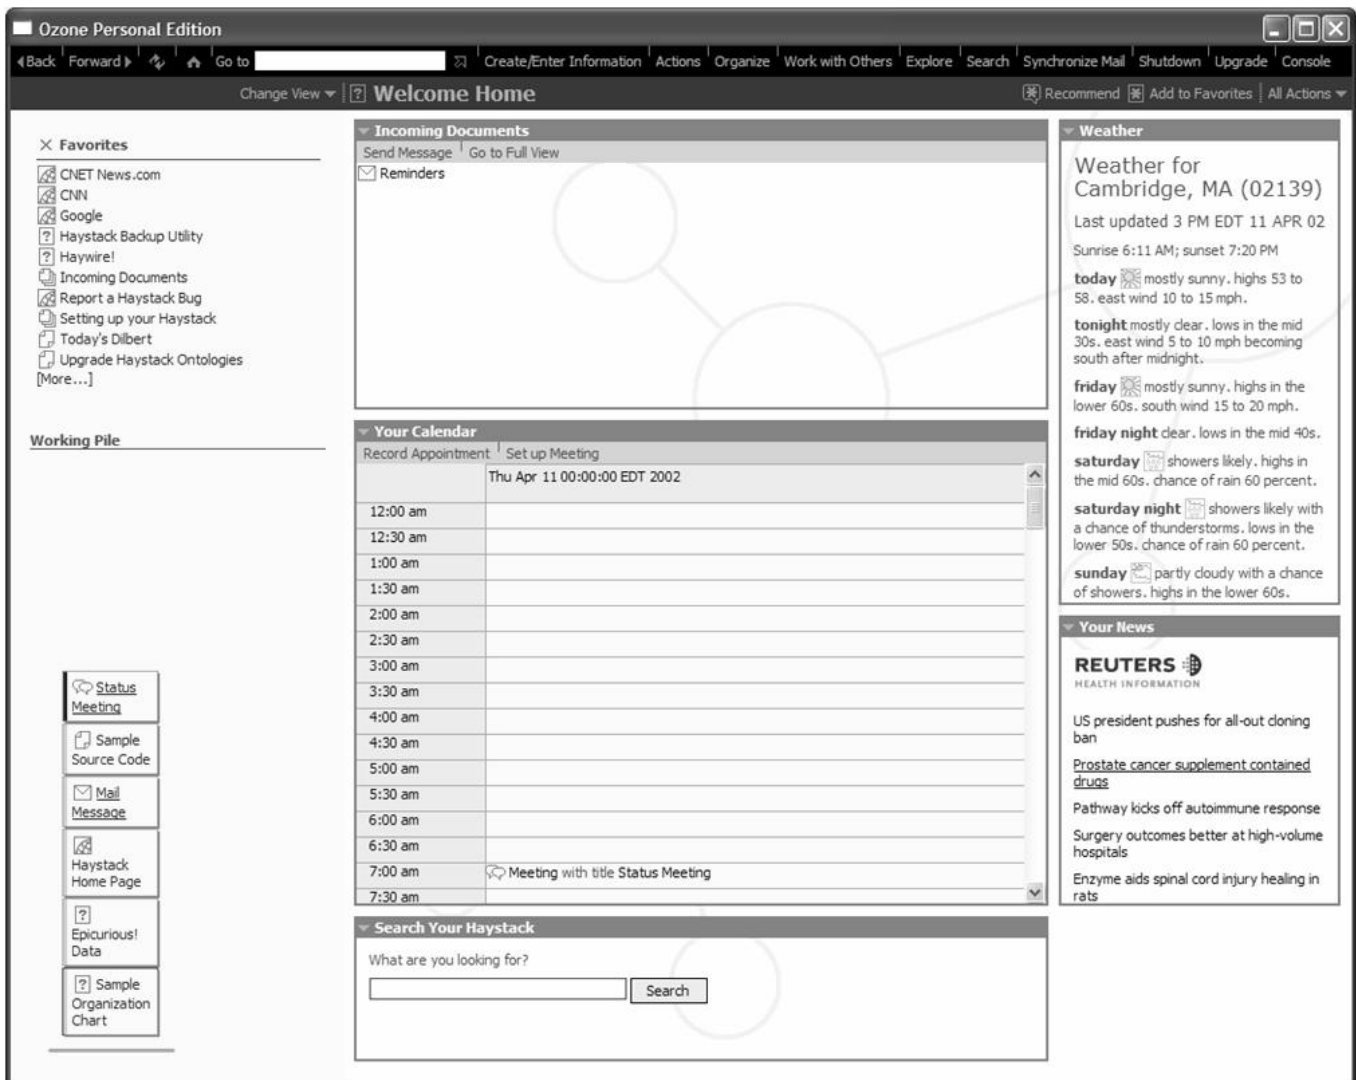 Ozone Personal Edition
Back Forward Go to Create/Enter Information Actions Organize Work with Others Explore Search Synchronize Mail Shutdown Upgrade Console
Change View ? Welcome Home Recommend Add to Favorites All Actions
Favorites
CNET News.com
CNN
Google
? Haystack Backup Utility
? Haywire!
Incoming Documents
Report a Haystack Bug
Setting up your Haystack
Today's Dilbert
Upgrade Haystack Ontologies
[More...]
Working Pile
Status
Meeting
Sample
Source Code
Mail
Message
Haystack
Home Page
?
Epicurious!
Data
? Sample
Organization
Chart
Incoming Documents
Send Message Go to Full View
Reminders
Your Calendar
Record Appointment Set up Meeting
Thu Apr 11 00:00:00 EDT 2002
12:00 am
12:30 am
1:00 am
1:30 am
2:00 am
2:30 am
3:00 am
3:30 am
4:00 am
4:30 am
5:00 am
5:30 am
6:00 am
6:30 am
7:00 am Meeting with title Status Meeting
7:30 am
Search Your Haystack
What are you looking for?
Search
Weather
Weather for
Cambridge, MA (02139)
Last updated 3 PM EDT 11 APR 02
Sunrise 6:11 AM; sunset 7:20 PM
today mostly sunny. highs 53 to
58. east wind 10 to 15 mph.
tonight mostly clear. lows in the mid
30s. east wind 5 to 10 mph becoming
south after midnight.
friday mostly sunny. highs in the
lower 60s. south wind 15 to 20 mph.
friday night clear. lows in the mid 40s.
saturday showers likely. highs in
the mid 60s. chance of rain 60 percent.
saturday night showers likely with
a chance of thunderstorms. lows in the
lower 50s. chance of rain 60 percent.
sunday partly cloudy with a chance
of showers. highs in the lower 60s.
Your News
REUTERS
HEALTH INFORMATION
US president pushes for all-out cloning
ban
Prostate cancer supplement contained
drugs
Pathway kicks off autoimmune response
Surgery outcomes better at high-volume
hospitals
Enzyme aids spinal cord injury healing in
rats